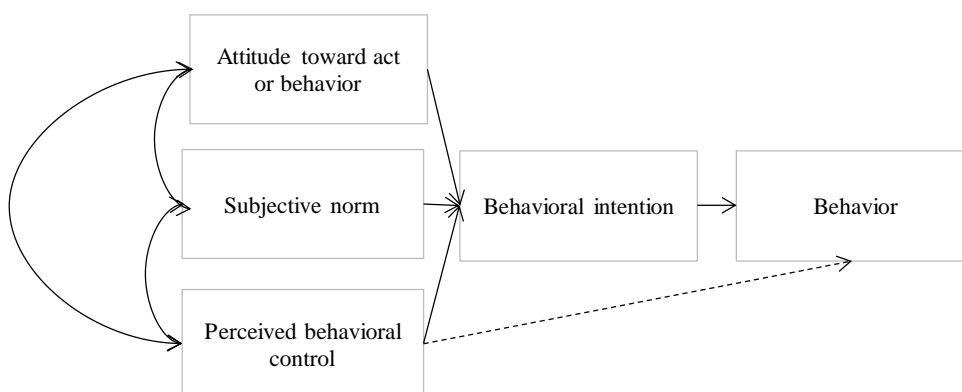 Attitude toward act
or behavior
Subjective norm
Behavioral intention
Behavior
Perceived behavioral
control